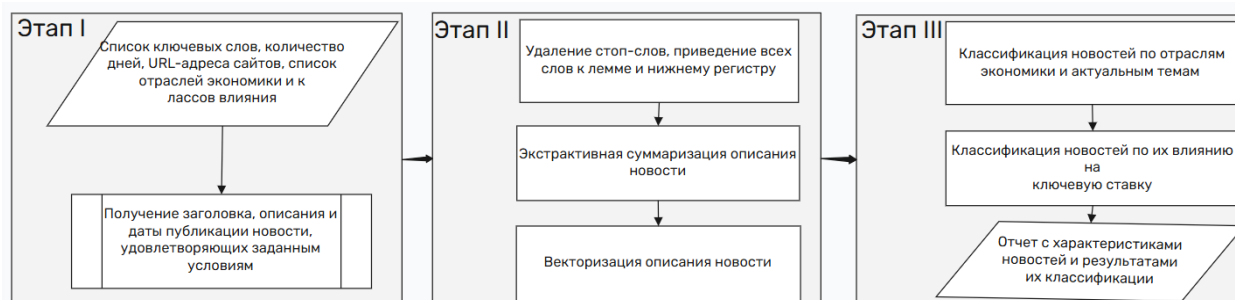 Этап I
Список ключевых слов, количество
дней, URL-адреса сайтов, список
отраслей экономики и к
лассов влияния
Получение заголовка, описания и
даты публикации новости,
удовлетворяющих заданным
условиям
Этап II
Удаление стоп-слов, приведение всех
слов к лемме и нижнему регистру
Экстрактивная суммаризация описания
новости
Векторизация описания новости
Этап III
Классификация новостей по отраслям
экономики и актуальным темам
Классификация новостей по их влиянию
на
ключевую ставку
Отчет с характеристиками
новостей и результатами
их классификации